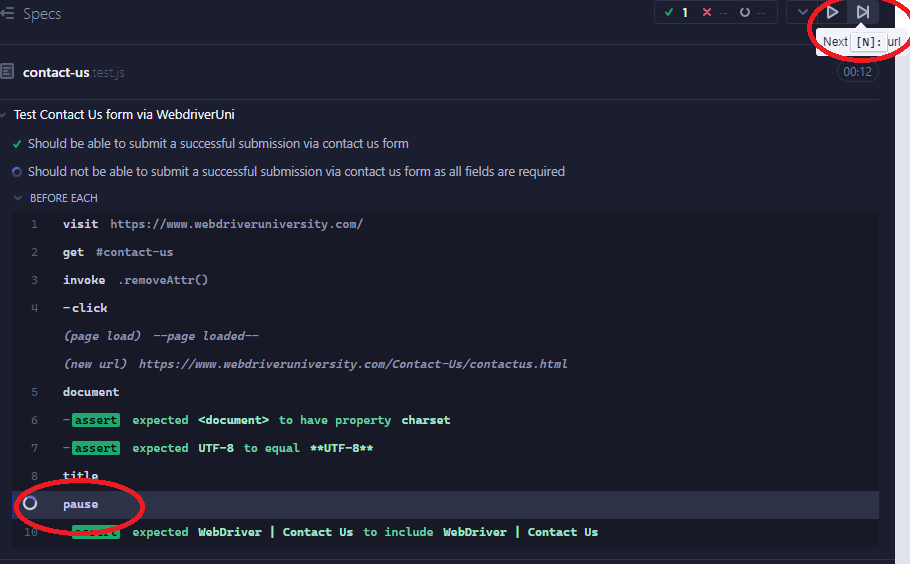 Specs
1 -- --
Next [N]: url
contact-us.test.js 00:12
Test Contact Us form via WebdriverUni
Should be able to submit a successful submission via contact us form
Should not be able to submit a successful submission via contact us form as all fields are required
BEFORE EACH
1 visit https://www.webdriveruniversity.com/
2 get #contact-us
3 invoke .removeAttr()
4 -click
(page load) --page loaded--
(new url) https://www.webdriveruniversity.com/Contact-Us/contactus.html
5 document
6 -assert expected <document> to have property charset
7 -assert expected UTF-8 to equal **UTF-8**
8 title
pause
10 -assert expected WebDriver | Contact Us to include WebDriver | Contact Us